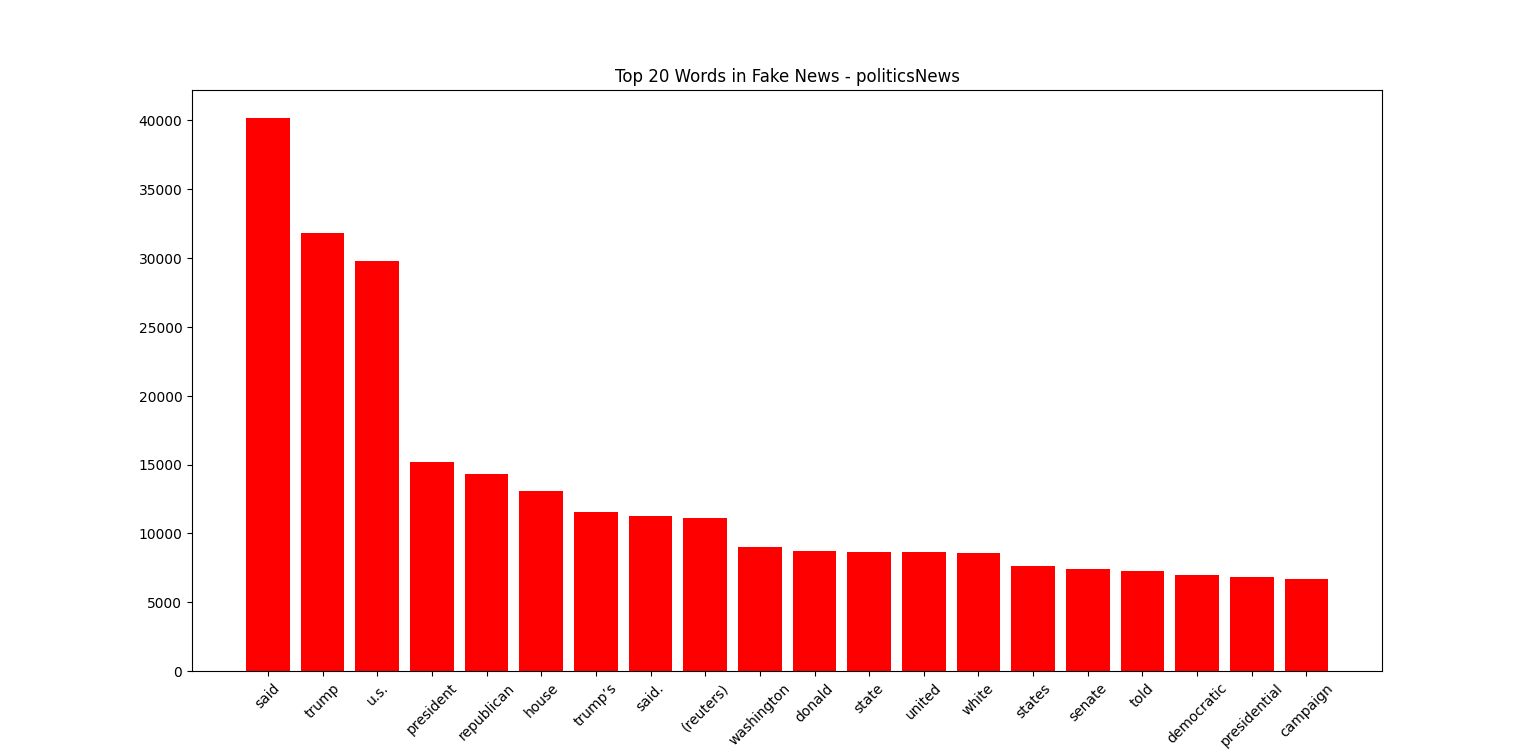 Top 20 Words in Fake News - politicsNews
40000
35000
30000
25000
20000
15000
10000
5000
0
said
trump
u.s.
president
republican
house
trump’s
said.
(reuters)
washington
donald
state
united
white
states
senate
told
democratic
presidential
campaign